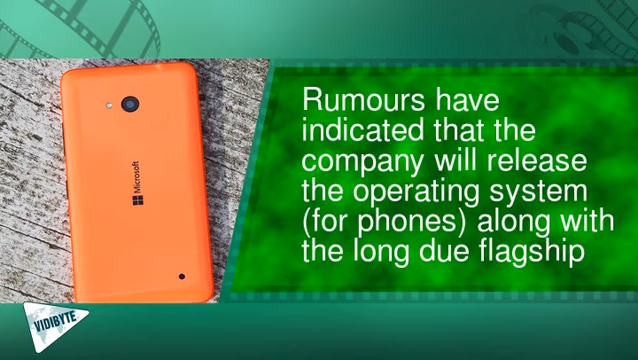 Microsoft
Rumours have
indicated that the
company will release
the operating system
(for phones) along with
the long due flagship
VIDIBYTE